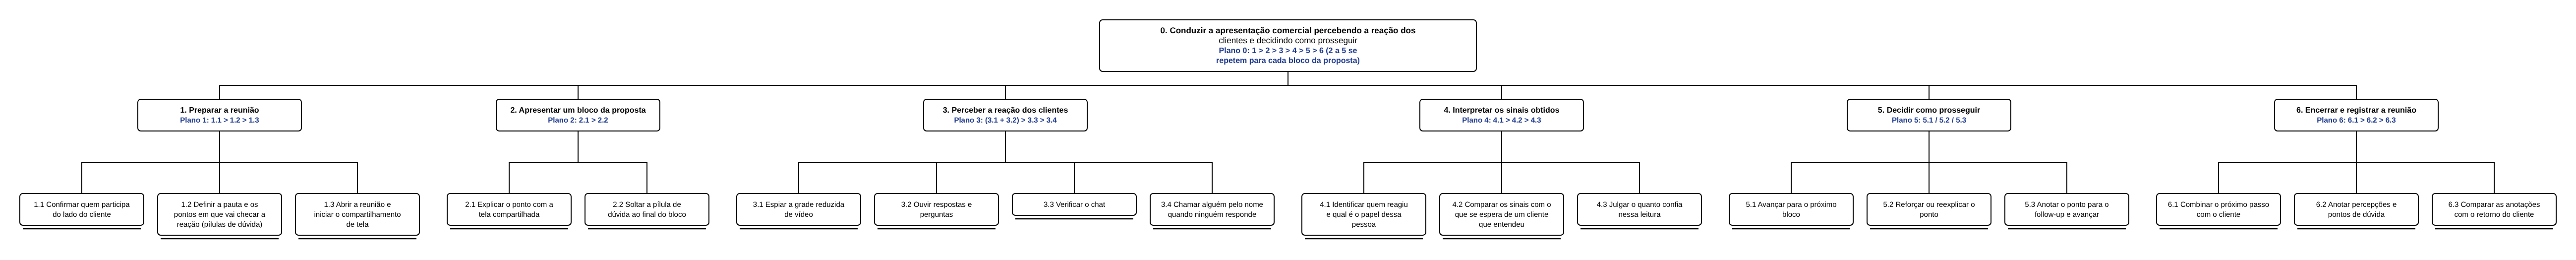 0. Conduzir a apresentação comercial percebendo a reação dos
clientes e decidindo como prosseguir
Plano 0: 1 > 2 > 3 > 4 > 5 > 6 (2 a 5 se
repetem para cada bloco da proposta)
1. Preparar a reunião
Plano 1: 1.1 > 1.2 > 1.3
2. Apresentar um bloco da proposta
Plano 2: 2.1 > 2.2
3. Perceber a reação dos clientes
Plano 3: (3.1 + 3.2) > 3.3 > 3.4
4. Interpretar os sinais obtidos
Plano 4: 4.1 > 4.2 > 4.3
5. Decidir como prosseguir
Plano 5: 5.1 / 5.2 / 5.3
6. Encerrar e registrar a reunião
Plano 6: 6.1 > 6.2 > 6.3
1.1 Confirmar quem participa
do lado do cliente
1.2 Definir a pauta e os
pontos em que vai checar a
reação (pílulas de dúvida)
1.3 Abrir a reunião e
iniciar o compartilhamento
de tela
2.1 Explicar o ponto com a
tela compartilhada
2.2 Soltar a pílula de
dúvida ao final do bloco
3.1 Espiar a grade reduzida
de vídeo
3.2 Ouvir respostas e
perguntas
3.3 Verificar o chat
3.4 Chamar alguém pelo nome
quando ninguém responde
4.1 Identificar quem reagiu
e qual é o papel dessa
pessoa
4.2 Comparar os sinais com o
que se espera de um cliente
que entendeu
4.3 Julgar o quanto confia
nessa leitura
5.1 Avançar para o próximo
bloco
5.2 Reforçar ou reexplicar o
ponto
5.3 Anotar o ponto para o
follow-up e avançar
6.1 Combinar o próximo passo
com o cliente
6.2 Anotar percepções e
pontos de dúvida
6.3 Comparar as anotações
com o retorno do cliente